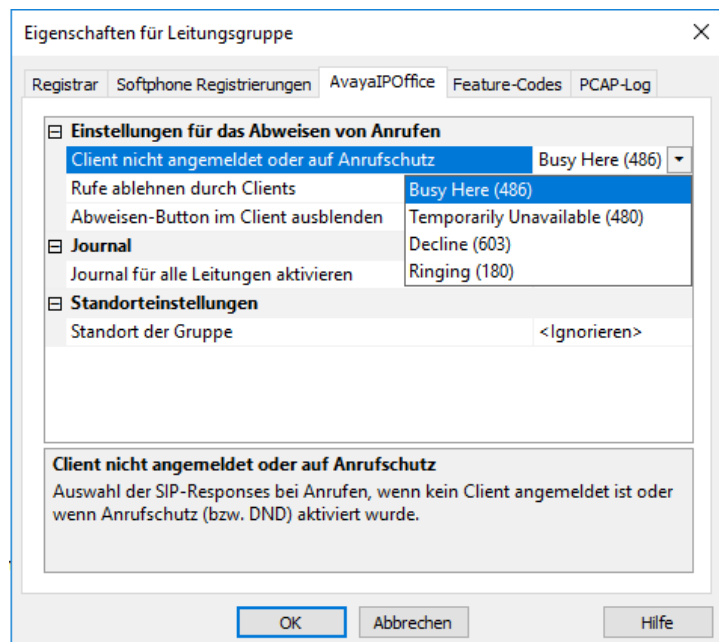 Eigenschaften für Leitungsgruppe
Registrar Softphone Registrierungen AvayaIPOffice Feature-Codes PCAP-Log
Einstellungen für das Abweisen von Anrufen
Client nicht angemeldet oder auf Anrufschutz Busy Here (486)
Rufe ablehnen durch Clients Busy Here (486)
Abweisen-Button im Client ausblenden Temporarily Unavailable (480)
Journal Decline (603)
Journal für alle Leitungen aktivieren Ringing (180)
Standorteinstellungen
Standort der Gruppe <Ignorieren>
Client nicht angemeldet oder auf Anrufschutz
Auswahl der SIP-Responses bei Anrufen, wenn kein Client angemeldet ist oder
wenn Anrufschutz (bzw. DND) aktiviert wurde.
OK Abbrechen Hilfe